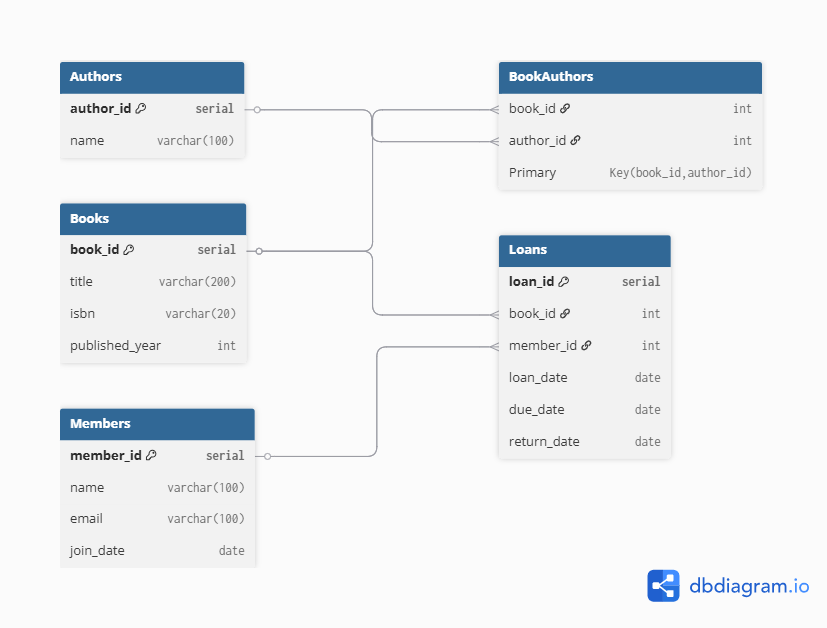 Authors
author_id serial
name varchar(100)
Books
book_id serial
title varchar(200)
isbn varchar(20)
published_year int
Members
member_id serial
name varchar(100)
email varchar(100)
join_date date
BookAuthors
book_id int
author_id int
Primary Key(book_id,author_id)
Loans
loan_id serial
book_id int
member_id int
loan_date date
due_date date
return_date date
dbdiagram.io